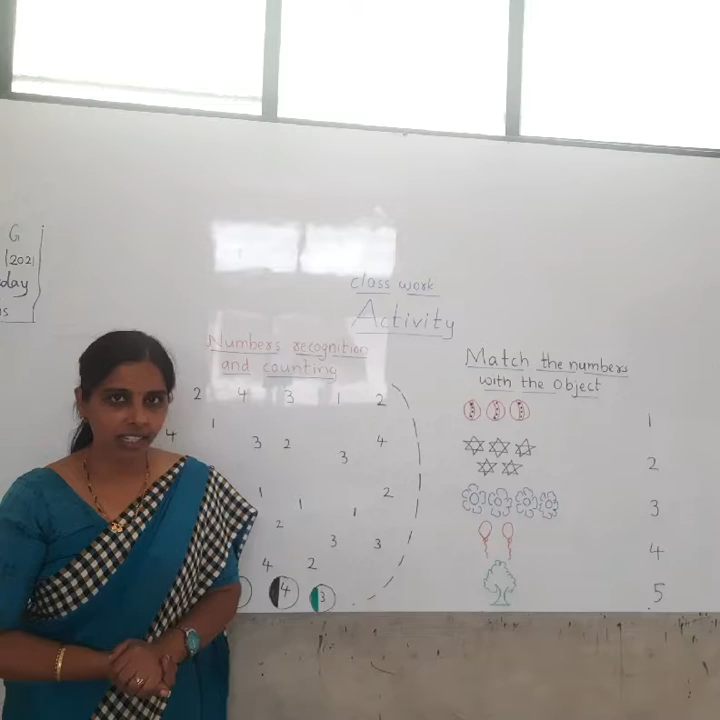 G
202
day
class work
Activity
Numbers recognition
and counting
2 4 3 1 2
1
4 3 2 3 4
1 1 1 2
2 3 3
4 2
4 3
Match the numbers
with the Object
1
2
3
4
5